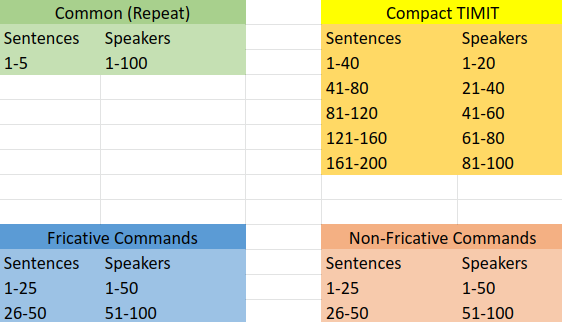 Common (Repeat)
Sentences Speakers
1-5 1-100
Compact TIMIT
Sentences Speakers
1-40 1-20
41-80 21-40
81-120 41-60
121-160 61-80
161-200 81-100
Fricative Commands
Sentences Speakers
1-25 1-50
26-50 51-100
Non-Fricative Commands
Sentences Speakers
1-25 1-50
26-50 51-100